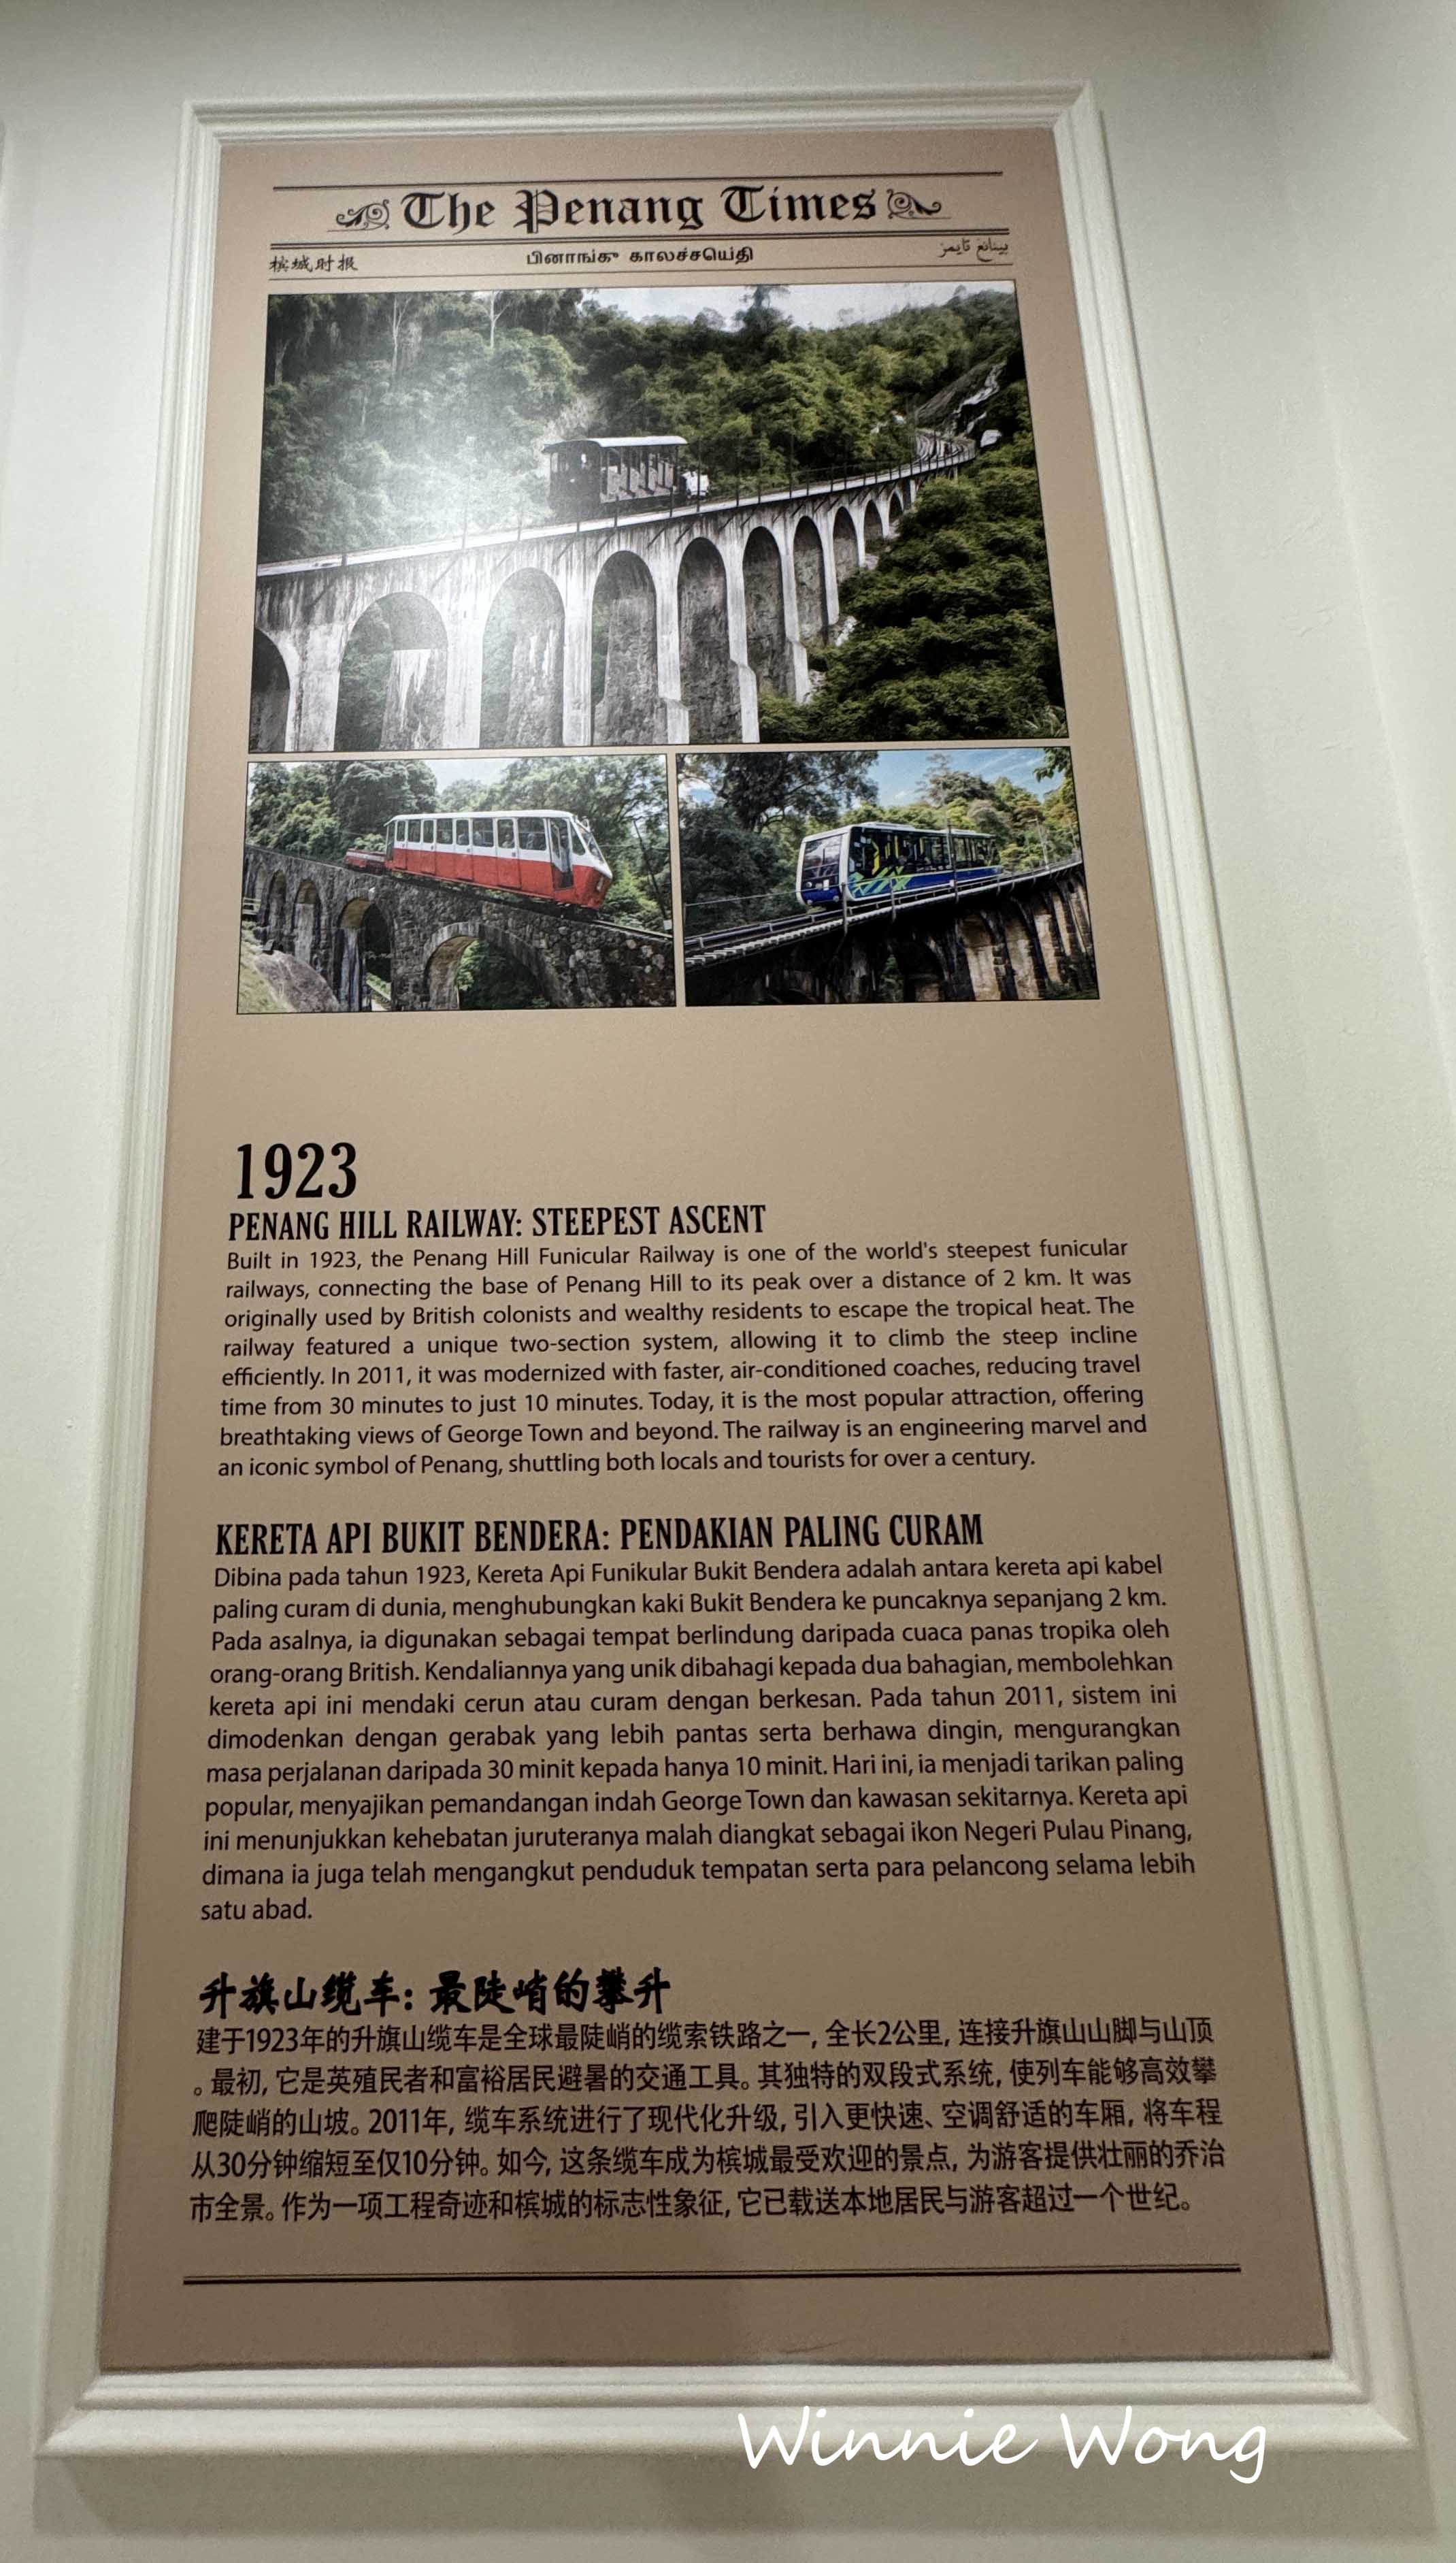 The Penang Times
槟城时报 பினாங்கு காலச்சயெ்தி بينانغ تايمز
1923
PENANG HILL RAILWAY: STEEPEST ASCENT
Built in 1923, the Penang Hill Funicular Railway is one of the world's steepest funicular
railways, connecting the base of Penang Hill to its peak over a distance of 2 km. It was
originally used by British colonists and wealthy residents to escape the tropical heat. The
railway featured a unique two-section system, allowing it to climb the steep incline
efficiently. In 2011, it was modernized with faster, air-conditioned coaches, reducing travel
time from 30 minutes to just 10 minutes. Today, it is the most popular attraction, offering
breathtaking views of George Town and beyond. The railway is an engineering marvel and
an iconic symbol of Penang, shuttling both locals and tourists for over a century.
KERETA API BUKIT BENDERA: PENDAKIAN PALING CURAM
Dibina pada tahun 1923, Kereta Api Funikular Bukit Bendera adalah antara kereta api kabel
paling curam di dunia, menghubungkan kaki Bukit Bendera ke puncaknya sepanjang 2 km.
Pada asalnya, ia digunakan sebagai tempat berlindung daripada cuaca panas tropika oleh
orang-orang British. Kendaliannya yang unik dibahagi kepada dua bahagian, membolehkan
kereta api ini mendaki cerun atau curam dengan berkesan. Pada tahun 2011, sistem ini
dimodenkan dengan gerabak yang lebih pantas serta berhawa dingin, mengurangkan
masa perjalanan daripada 30 minit kepada hanya 10 minit. Hari ini, ia menjadi tarikan paling
popular, menyajikan pemandangan indah George Town dan kawasan sekitarnya. Kereta api
ini menunjukkan kehebatan juruteranya malah diangkat sebagai ikon Negeri Pulau Pinang,
dimana ia juga telah mengangkut penduduk tempatan serta para pelancong selama lebih
satu abad.
升旗山缆车: 最陡峭的攀升
建于1923年的升旗山缆车是全球最陡峭的缆索铁路之一, 全长2公里, 连接升旗山山脚与山顶
。最初, 它是英殖民者和富裕居民避暑的交通工具。其独特的双段式系统, 使列车能够高效攀
爬陡峭的山坡。2011年, 缆车系统进行了现代化升级, 引入更快速、空调舒适的车厢, 将车程
从30分钟缩短至仅10分钟。如今, 这条缆车成为槟城最受欢迎的景点, 为游客提供壮丽的乔治
市全景。作为一项工程奇迹和槟城的标志性象征, 它已载送本地居民与游客超过一个世纪。
Winnie Wong